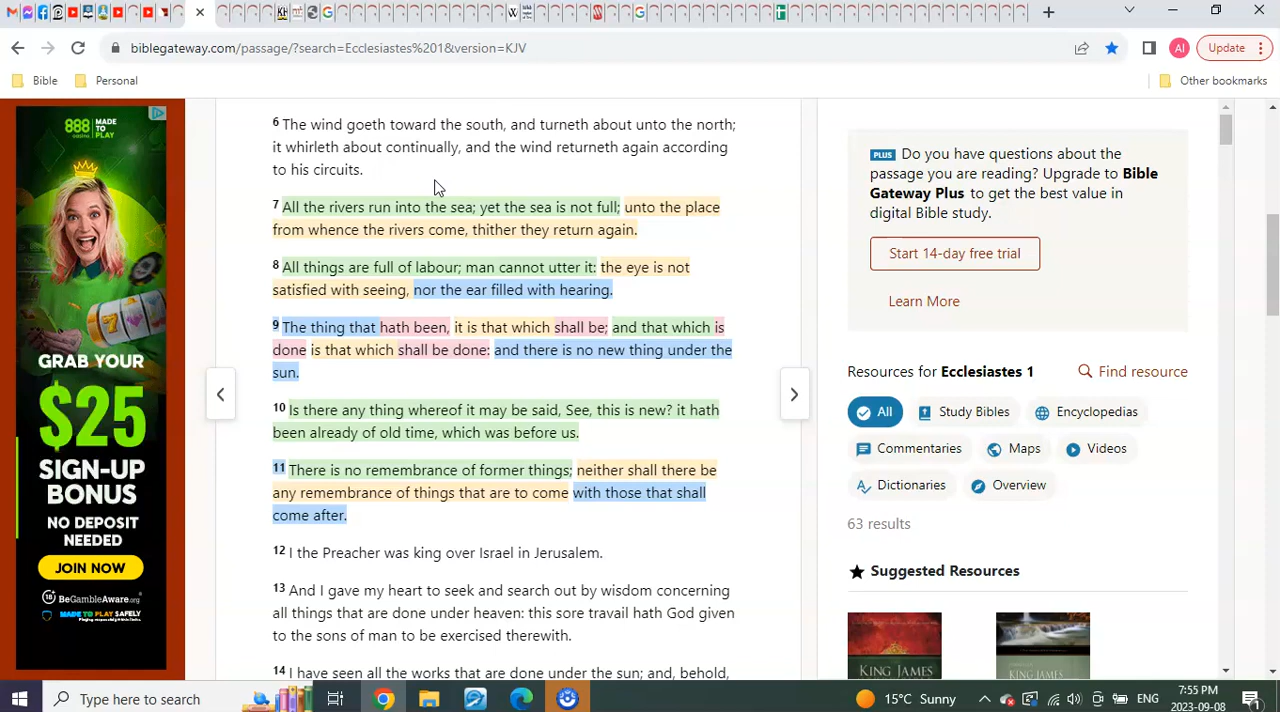 biblegateway.com/passage/?search=Ecclesiastes%201&version=KJV
AI
Update
Bible
Personal
Other bookmarks
888 MADE TO PLAY
GRAB YOUR
$25
SIGN-UP
BONUS
NO DEPOSIT
NEEDED
JOIN NOW
18+ BeGambleAware.org
MADE TO PLAY SAFELY
Playing responsibly within limits.
6 The wind goeth toward the south, and turneth about unto the north;
it whirleth about continually, and the wind returneth again according
to his circuits.
7 All the rivers run into the sea; yet the sea is not full; unto the place
from whence the rivers come, thither they return again.
8 All things are full of labour; man cannot utter it: the eye is not
satisfied with seeing, nor the ear filled with hearing.
9 The thing that hath been, it is that which shall be; and that which is
done is that which shall be done: and there is no new thing under the
sun.
10 Is there any thing whereof it may be said, See, this is new? it hath
been already of old time, which was before us.
11 There is no remembrance of former things; neither shall there be
any remembrance of things that are to come with those that shall
come after.
12 I the Preacher was king over Israel in Jerusalem.
13 And I gave my heart to seek and search out by wisdom concerning
all things that are done under heaven: this sore travail hath God given
to the sons of man to be exercised therewith.
14 I have seen all the works that are done under the sun; and, behold,
PLUS Do you have questions about the
passage you are reading? Upgrade to Bible
Gateway Plus to get the best value in
digital Bible study.
Start 14-day free trial
Learn More
Resources for Ecclesiastes 1
Find resource
All
Study Bibles
Encyclopedias
Commentaries
Maps
Videos
Dictionaries
Overview
63 results
Suggested Resources
KING JAMES
KING JAMES
Type here to search
15°C Sunny
ENG
7:55 PM
2023-09-08
1